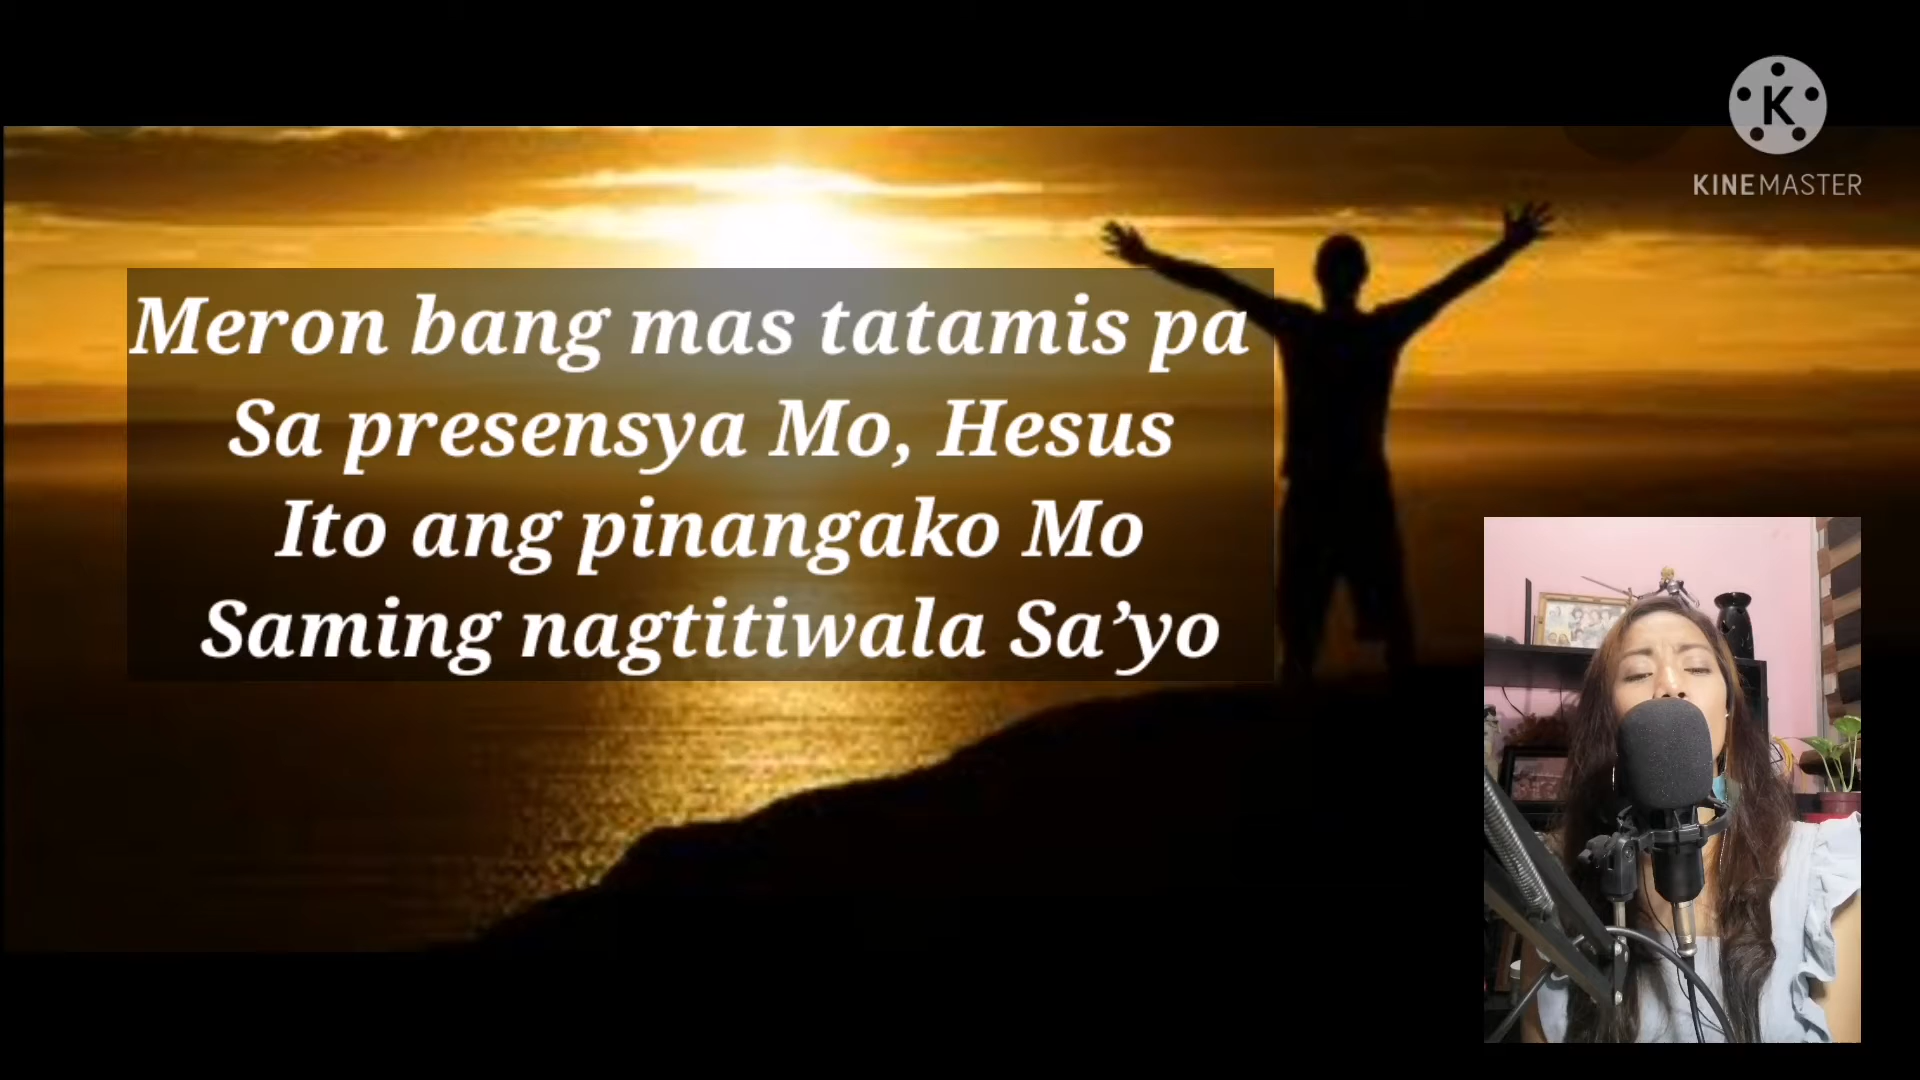 K
KINEMASTER
Meron bang mas tatamis pa
Sa presensya Mo, Hesus
Ito ang pinangako Mo
Saming nagtitiwala Sa’yo